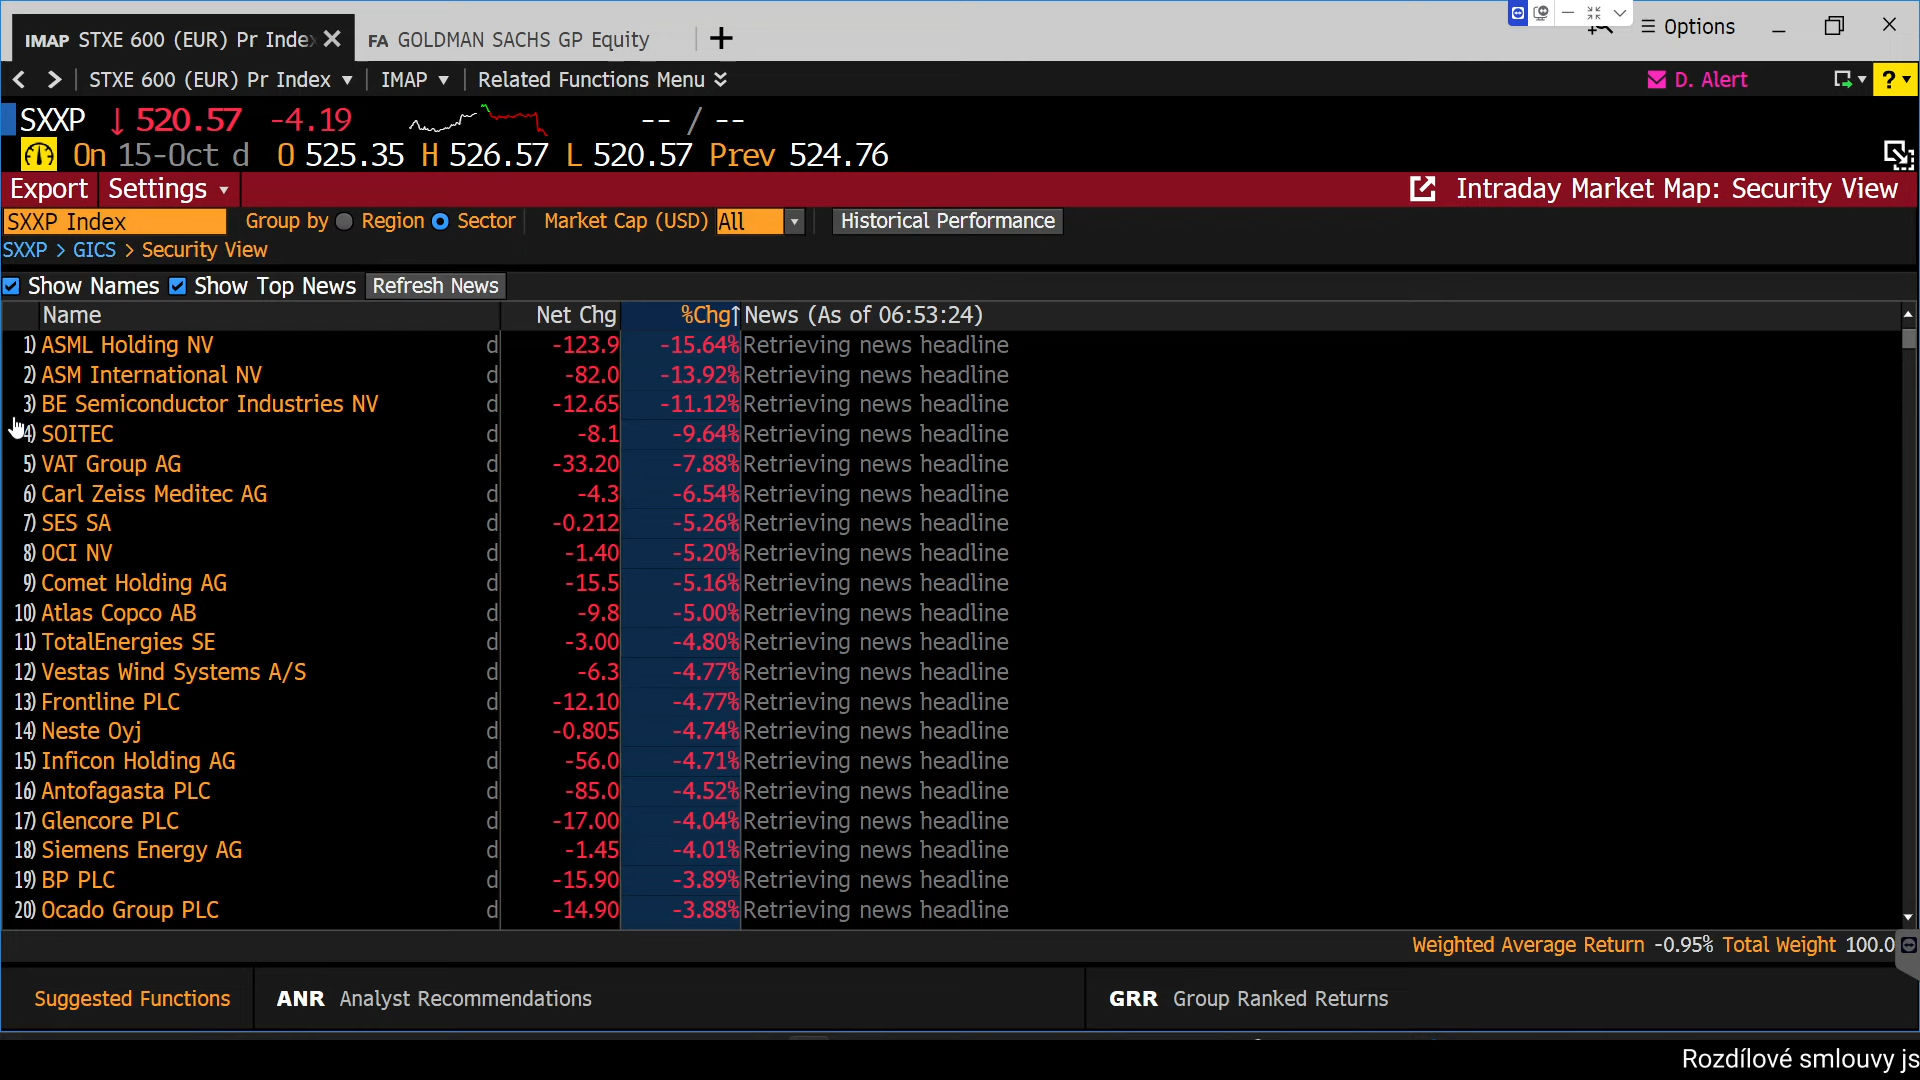 IMAP STXE 600 (EUR) Pr Inde
FA GOLDMAN SACHS GP Equity
Options
STXE 600 (EUR) Pr Index
IMAP
Related Functions Menu
D. Alert
?
SXXP ↓ 520.57 -4.19 -- / --
On 15-Oct d O 525.35 H 526.57 L 520.57 Prev 524.76
Export Settings Intraday Market Map: Security View
SXXP Index Group by Region Sector Market Cap (USD) All Historical Performance
SXXP > GICS > Security View
Show Names Show Top News Refresh News
Name Net Chg %Chg↑ News (As of 06:53:24)
1) ASML Holding NV d -123.9 -15.64% Retrieving news headline
2) ASM International NV d -82.0 -13.92% Retrieving news headline
3) BE Semiconductor Industries NV d -12.65 -11.12% Retrieving news headline
4) SOITEC d -8.1 -9.64% Retrieving news headline
5) VAT Group AG d -33.20 -7.88% Retrieving news headline
6) Carl Zeiss Meditec AG d -4.3 -6.54% Retrieving news headline
7) SES SA d -0.212 -5.26% Retrieving news headline
8) OCI NV d -1.40 -5.20% Retrieving news headline
9) Comet Holding AG d -15.5 -5.16% Retrieving news headline
10) Atlas Copco AB d -9.8 -5.00% Retrieving news headline
11) TotalEnergies SE d -3.00 -4.80% Retrieving news headline
12) Vestas Wind Systems A/S d -6.3 -4.77% Retrieving news headline
13) Frontline PLC d -12.10 -4.77% Retrieving news headline
14) Neste Oyj d -0.805 -4.74% Retrieving news headline
15) Inficon Holding AG d -56.0 -4.71% Retrieving news headline
16) Antofagasta PLC d -85.0 -4.52% Retrieving news headline
17) Glencore PLC d -17.00 -4.04% Retrieving news headline
18) Siemens Energy AG d -1.45 -4.01% Retrieving news headline
19) BP PLC d -15.90 -3.89% Retrieving news headline
20) Ocado Group PLC d -14.90 -3.88% Retrieving news headline
Weighted Average Return -0.95% Total Weight 100.0
Suggested Functions ANR Analyst Recommendations GRR Group Ranked Returns
Rozdílové smlouvy js